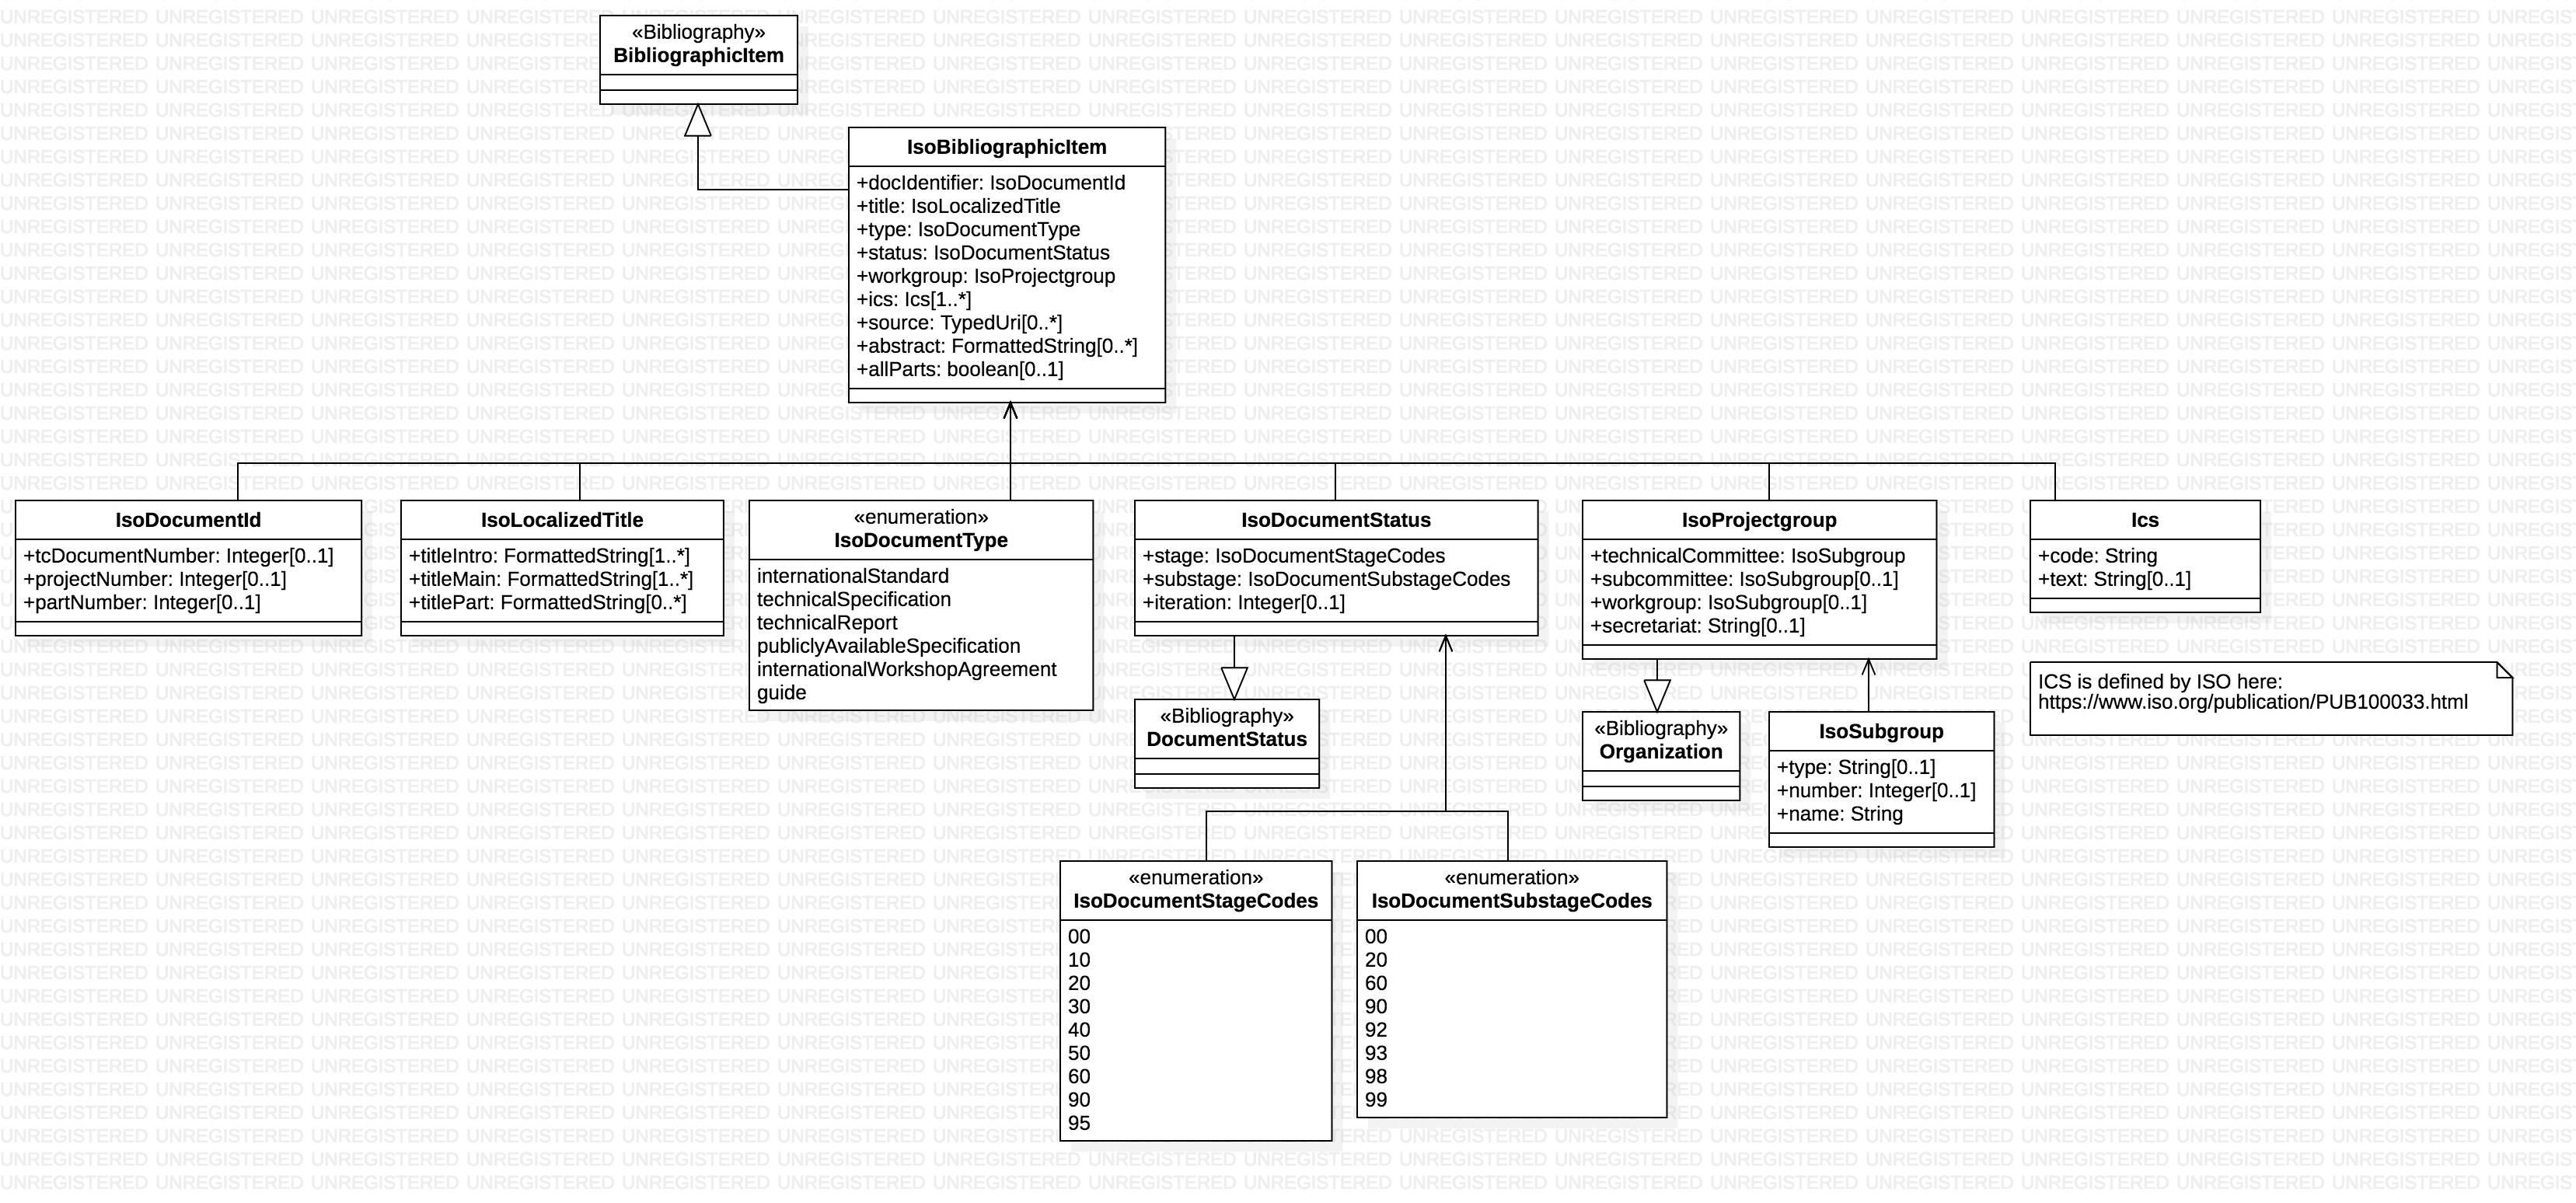 «Bibliography»
BibliographicItem
IsoBibliographicItem
+docIdentifier: IsoDocumentId
+title: IsoLocalizedTitle
+type: IsoDocumentType
+status: IsoDocumentStatus
+workgroup: IsoProjectgroup
+ics: Ics[1..*]
+source: TypedUri[0..*]
+abstract: FormattedString[0..*]
+allParts: boolean[0..1]
IsoDocumentId
+tcDocumentNumber: Integer[0..1]
+projectNumber: Integer[0..1]
+partNumber: Integer[0..1]
IsoLocalizedTitle
+titleIntro: FormattedString[1..*]
+titleMain: FormattedString[1..*]
+titlePart: FormattedString[0..*]
«enumeration»
IsoDocumentType
internationalStandard
technicalSpecification
technicalReport
publiclyAvailableSpecification
internationalWorkshopAgreement
guide
IsoDocumentStatus
+stage: IsoDocumentStageCodes
+substage: IsoDocumentSubstageCodes
+iteration: Integer[0..1]
IsoProjectgroup
+technicalCommittee: IsoSubgroup
+subcommittee: IsoSubgroup[0..1]
+workgroup: IsoSubgroup[0..1]
+secretariat: String[0..1]
Ics
+code: String
+text: String[0..1]
ICS is defined by ISO here:
https://www.iso.org/publication/PUB100033.html
«Bibliography»
DocumentStatus
«Bibliography»
Organization
IsoSubgroup
+type: String[0..1]
+number: Integer[0..1]
+name: String
«enumeration»
IsoDocumentStageCodes
00
10
20
30
40
50
60
90
95
«enumeration»
IsoDocumentSubstageCodes
00
20
60
90
92
93
98
99
UNREGISTERED